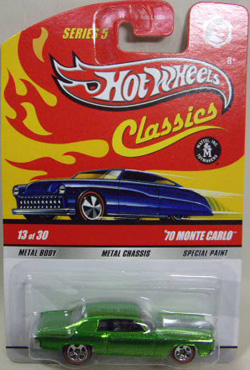 SERIES 5
Hot Wheels
8+
Classics
13 of 30
'70 MONTE CARLO
METAL BODY METAL CHASSIS SPECIAL PAINT